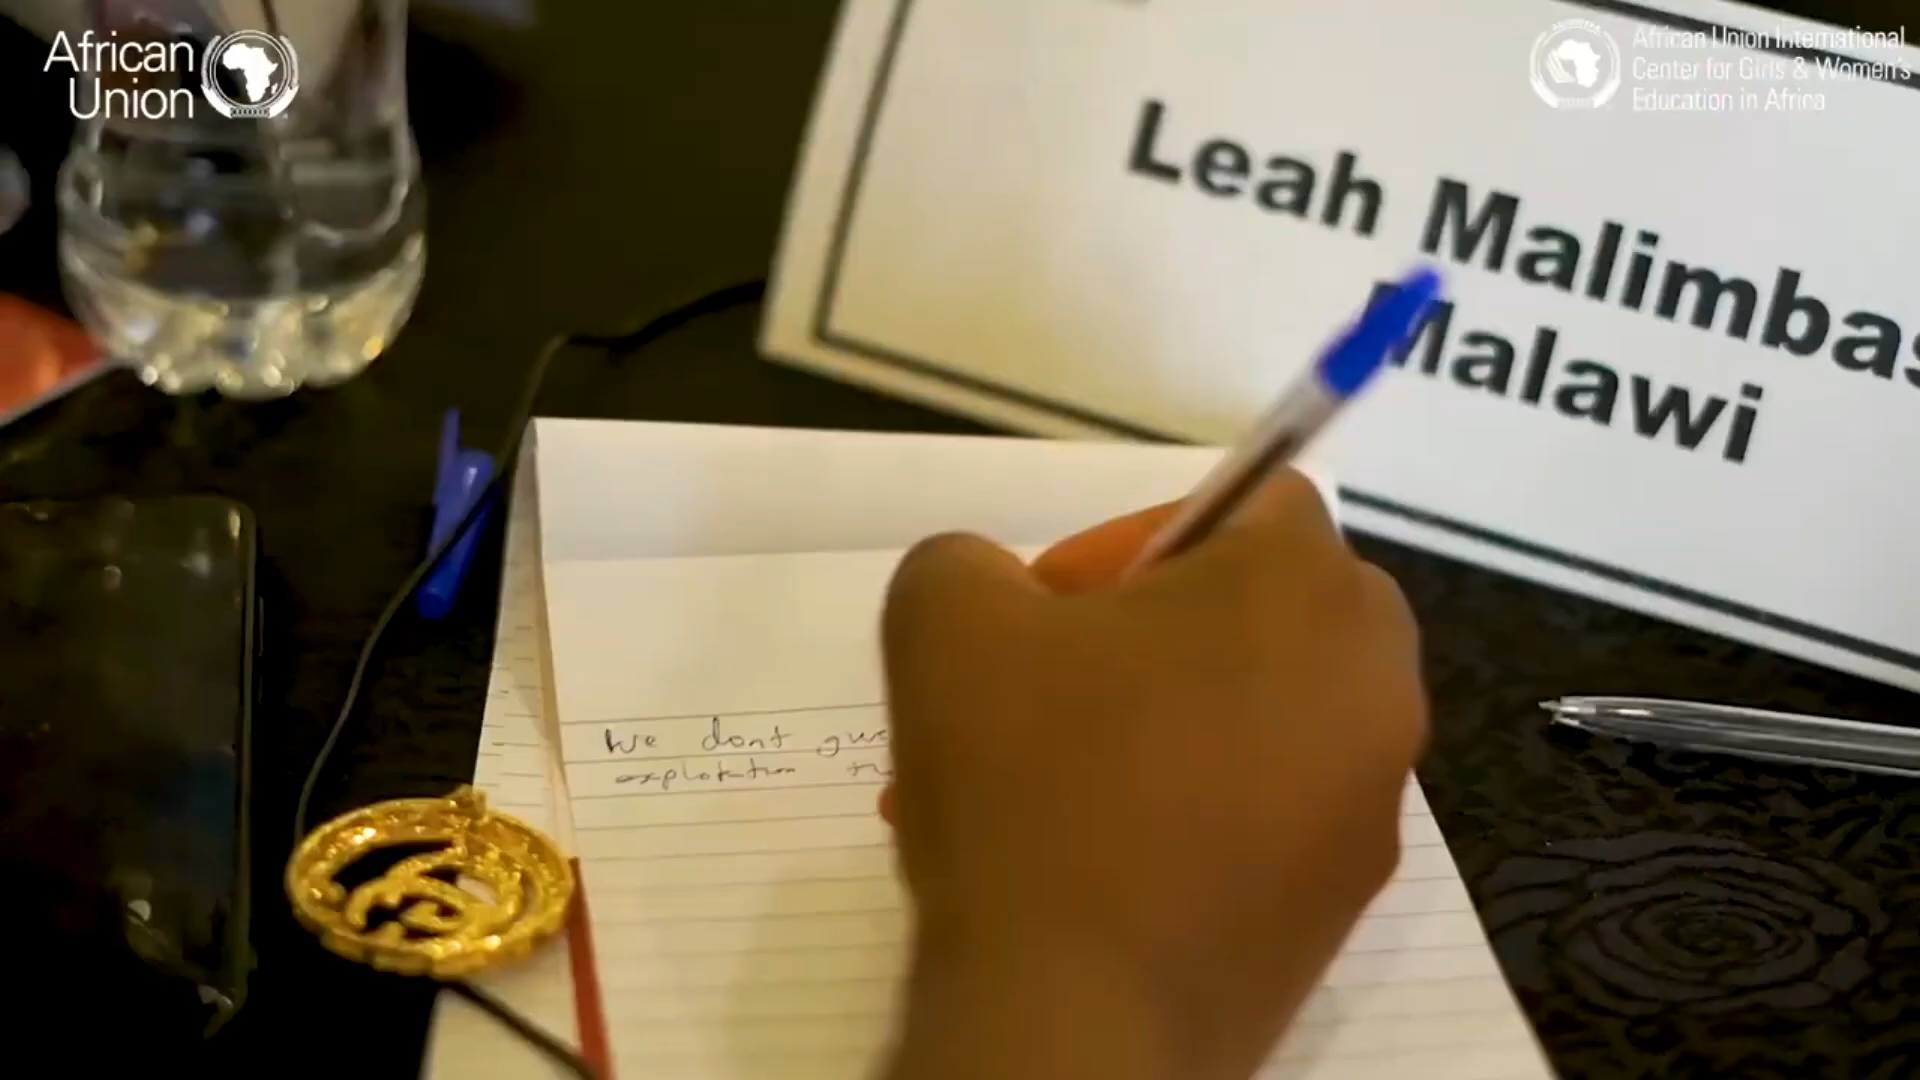 African
Union
African Union International
Center for Girls & Women's
Education in Africa
Leah Malimbas
Malawi
We dont